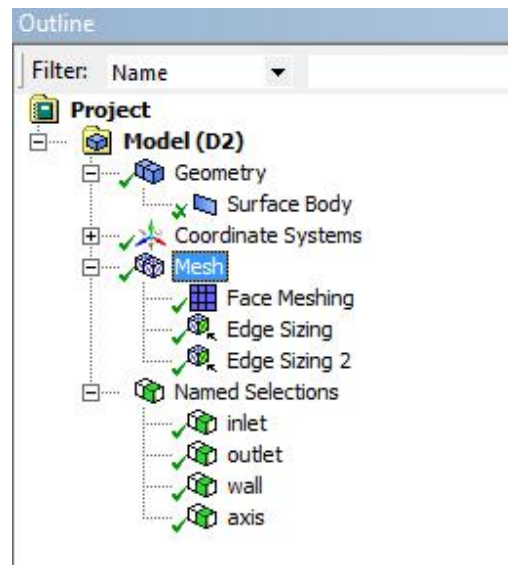 Outline
Filter: Name
Project
Model (D2)
Geometry
Surface Body
Coordinate Systems
Mesh
Face Meshing
Edge Sizing
Edge Sizing 2
Named Selections
inlet
outlet
wall
axis